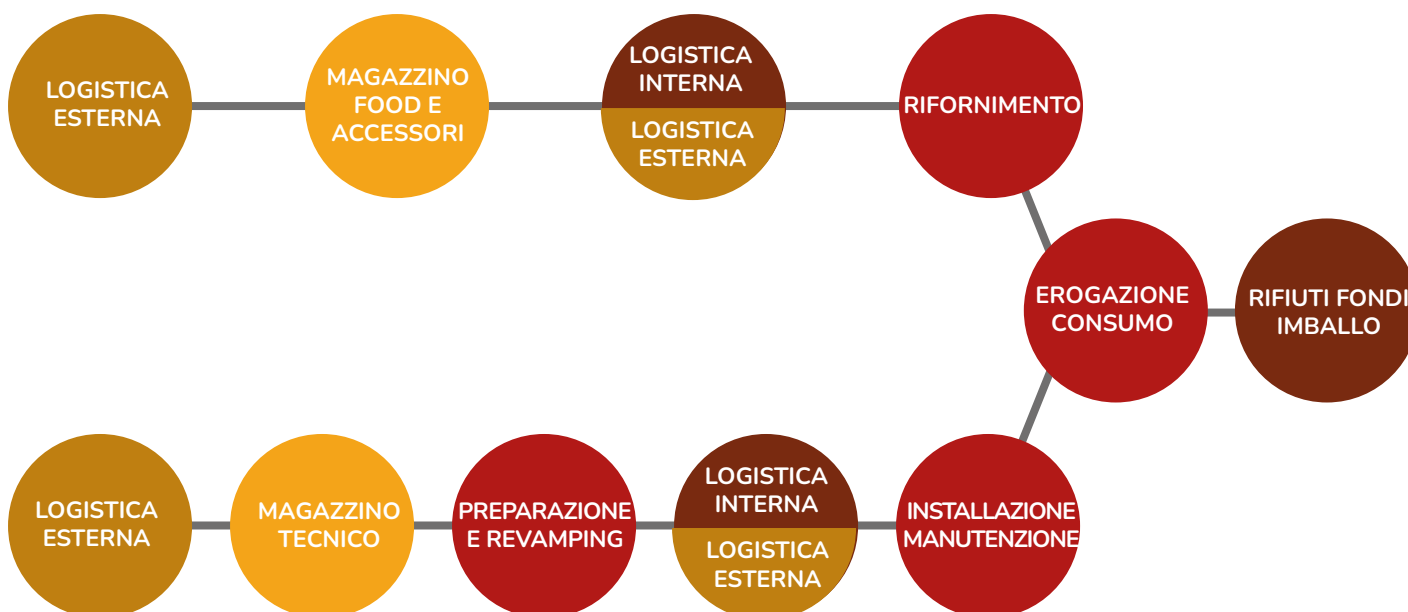 LOGISTICA
ESTERNA
MAGAZZINO
FOOD E
ACCESSORI
LOGISTICA
INTERNA
LOGISTICA
ESTERNA
RIFORNIMENTO
EROGAZIONE
CONSUMO
RIFIUTI FONDI
IMBALLO
LOGISTICA
ESTERNA
MAGAZZINO
TECNICO
PREPARAZIONE
E REVAMPING
LOGISTICA
INTERNA
LOGISTICA
ESTERNA
INSTALLAZIONE
MANUTENZIONE